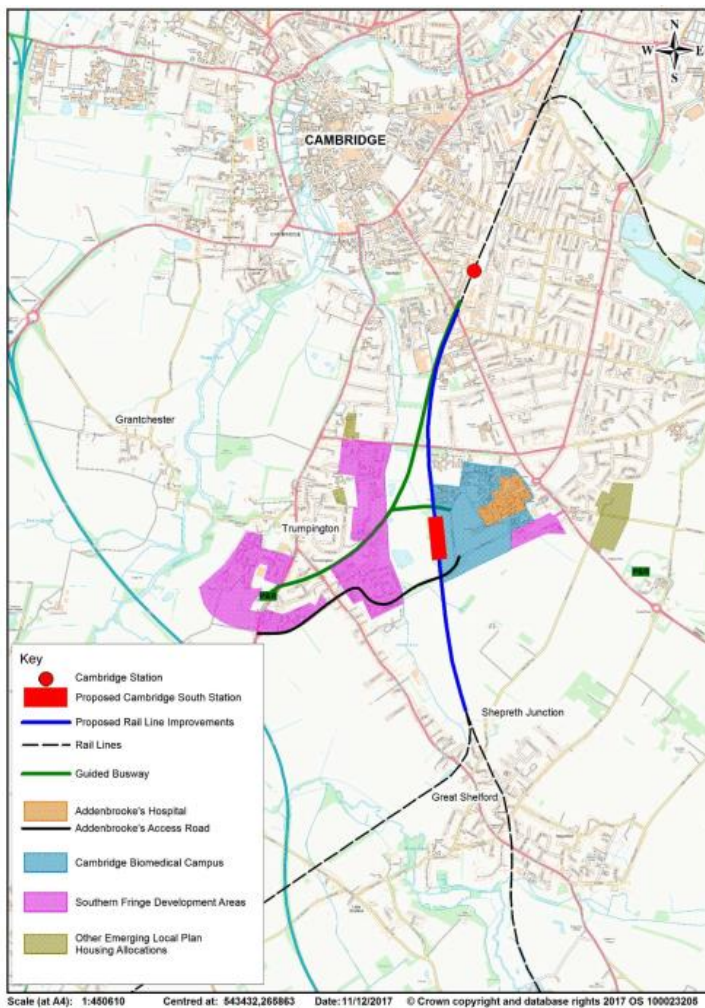 N
W E
S
CAMBRIDGE
Grantchester
Trumpington
P&R
P&R
Shepreth Junction
Great Shelford
Key
Cambridge Station
Proposed Cambridge South Station
Proposed Rail Line Improvements
Rail Lines
Guided Busway
Addenbrooke's Hospital
Addenbrooke's Access Road
Cambridge Biomedical Campus
Southern Fringe Development Areas
Other Emerging Local Plan
Housing Allocations
Scale (at A4): 1:450610 Centred at: 543432,265863 Date: 11/12/2017 © Crown copyright and database rights 2017 OS 100023205